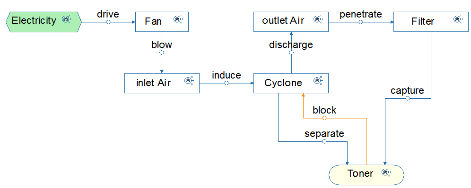 Electricity
drive
Fan
outlet Air
penetrate
Filter
blow
discharge
inlet Air
induce
Cyclone
block
capture
separate
Toner